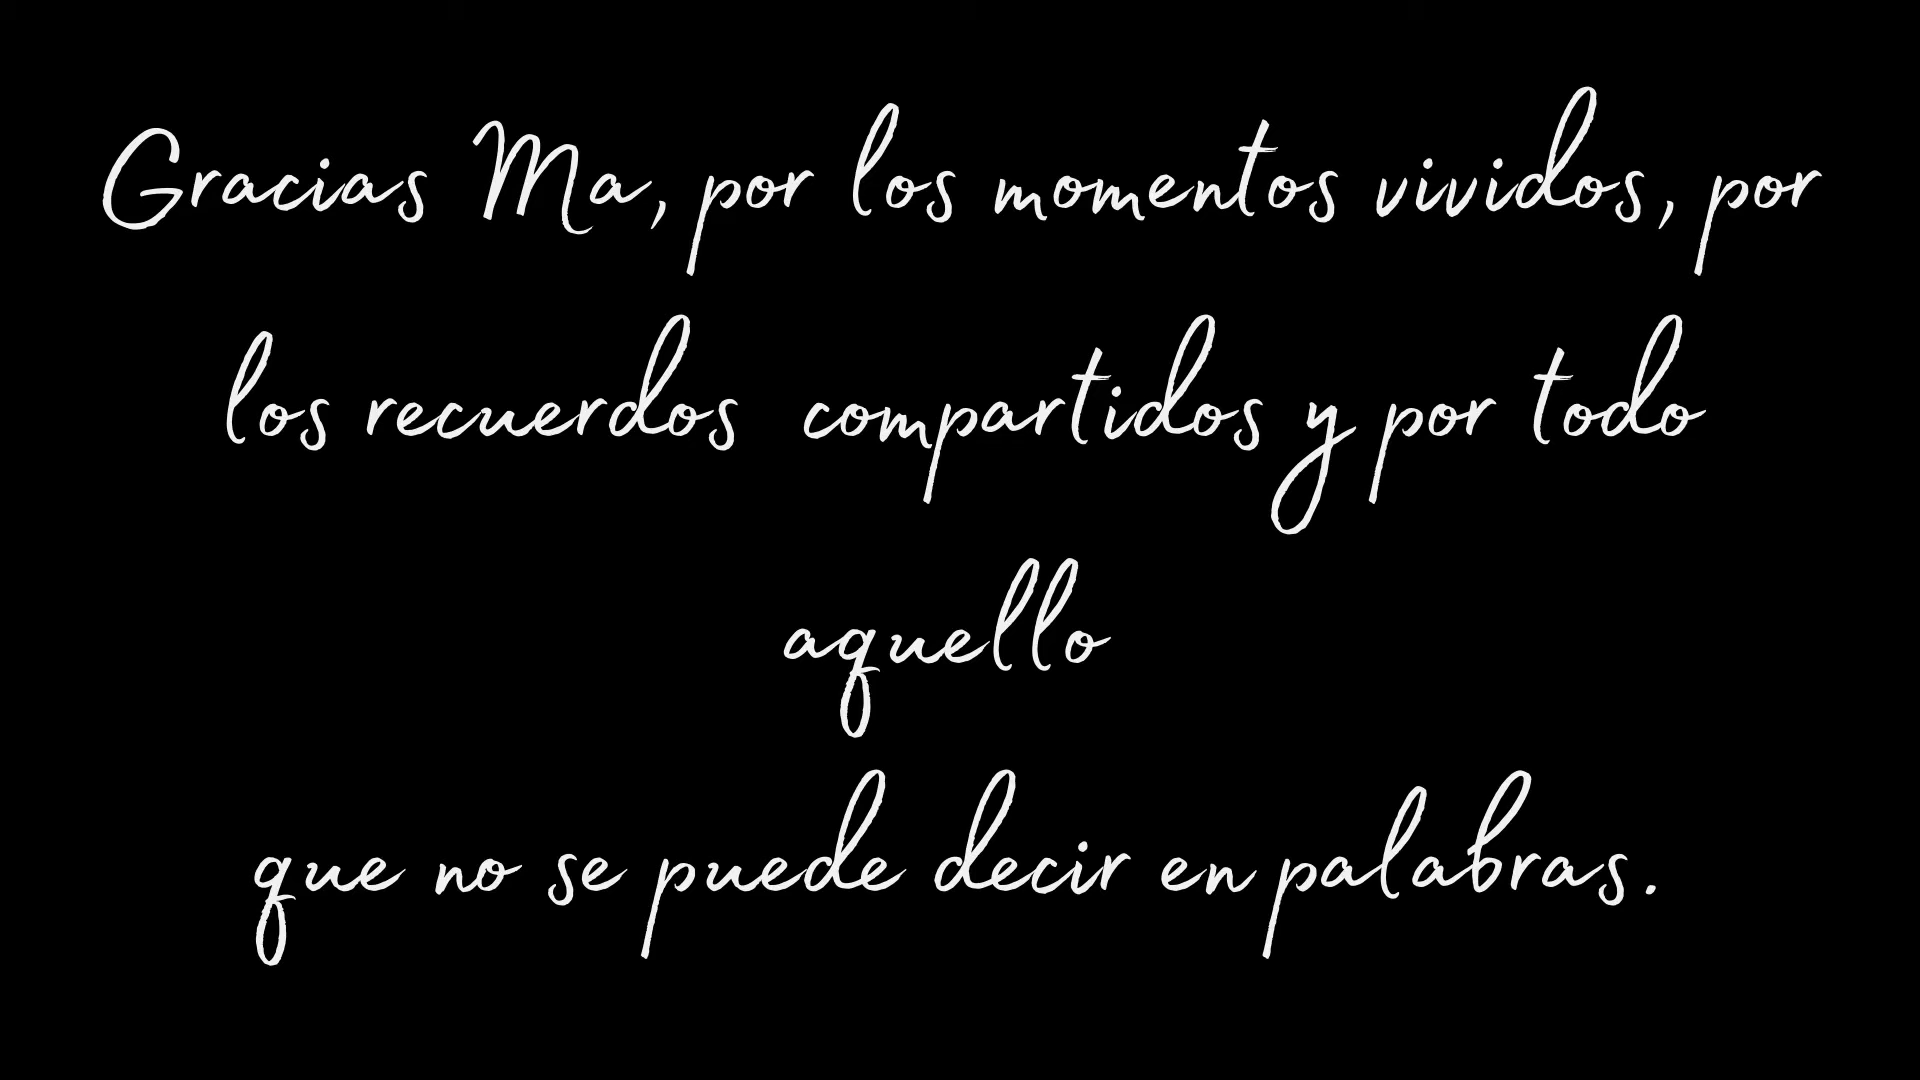 Gracias Ma, por los momentos vividos, por
los recuerdos compartidos y por todo
aquello
que no se puede decir en palabras.